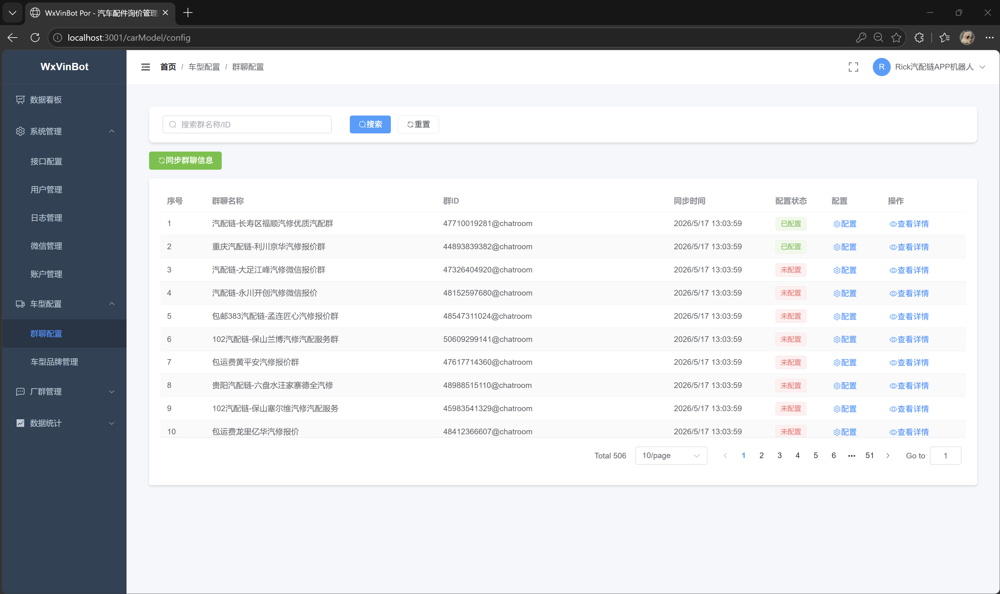 WxVinBot Por - 汽车配件询价管理
localhost:3001/carModel/config
WxVinBot
首页 / 车型配置 / 群聊配置
R Rick汽配链APP机器人
数据看板
系统管理
接口配置
用户管理
日志管理
微信管理
账户管理
车型配置
群聊配置
车型品牌管理
厂群管理
数据统计
搜索群名称/ID 搜索 重置
同步群聊信息
序号 群聊名称 群ID 同步时间 配置状态 配置 操作
1 汽配链-长寿区福顺汽修优质汽配群 47710019281@chatroom 2026/5/17 13:03:59 已配置 配置 查看详情
2 重庆汽配链-利川京华汽修报价群 44893839382@chatroom 2026/5/17 13:03:59 已配置 配置 查看详情
3 汽配链-大足江峰汽修微信报价群 47326404920@chatroom 2026/5/17 13:03:59 未配置 配置 查看详情
4 汽配链-永川开创汽修微信报价 48152597680@chatroom 2026/5/17 13:03:59 未配置 配置 查看详情
5 包邮383汽配链-孟连匠心汽修报价群 48547311024@chatroom 2026/5/17 13:03:59 未配置 配置 查看详情
6 102汽配链-保山兰博汽修汽配服务群 50609299141@chatroom 2026/5/17 13:03:59 未配置 配置 查看详情
7 包运费黄平安汽修报价群 47617714360@chatroom 2026/5/17 13:03:59 未配置 配置 查看详情
8 贵阳汽配链-六盘水汪家寨德全汽修 48988515110@chatroom 2026/5/17 13:03:59 未配置 配置 查看详情
9 102汽配链-保山塞尔维汽修汽配服务 45983541329@chatroom 2026/5/17 13:03:59 未配置 配置 查看详情
10 包运费龙里亿华汽修报价 48412366607@chatroom 2026/5/17 13:03:59 未配置 配置 查看详情
Total 506 10/page 1 2 3 4 5 6 ••• 51 Go to 1